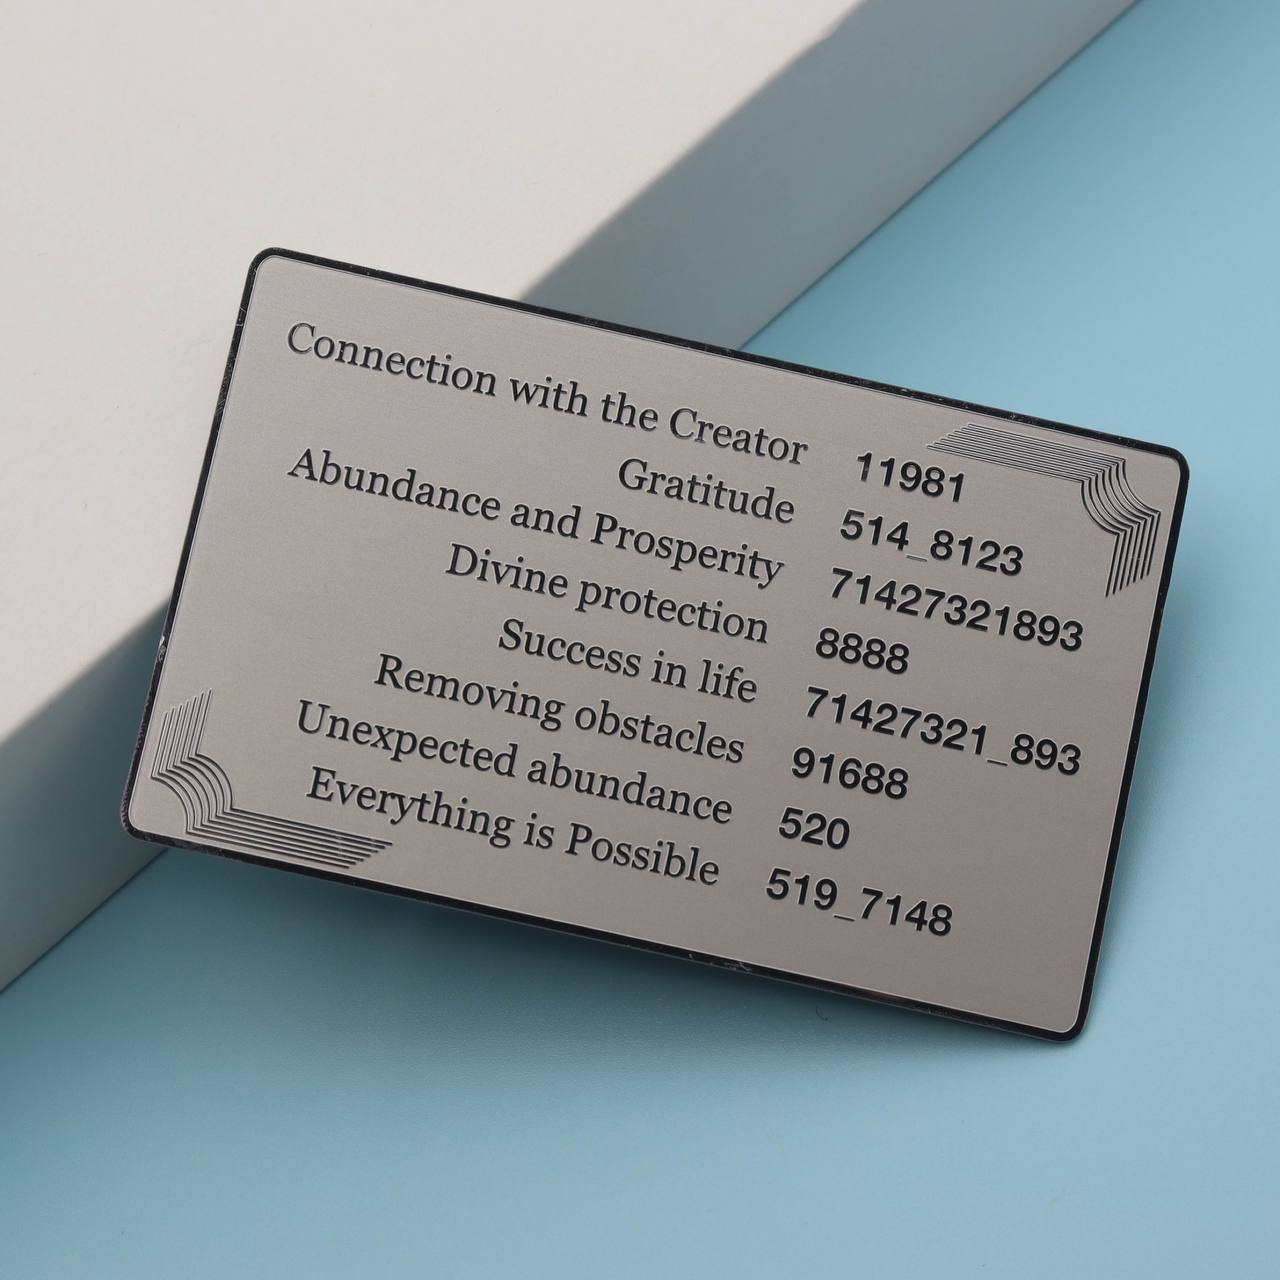 Connection with the Creator 11981
Gratitude 514_8123
Abundance and Prosperity 71427321893
Divine protection 8888
Success in life 71427321_893
Removing obstacles 91688
Unexpected abundance 520
Everything is Possible 519_7148